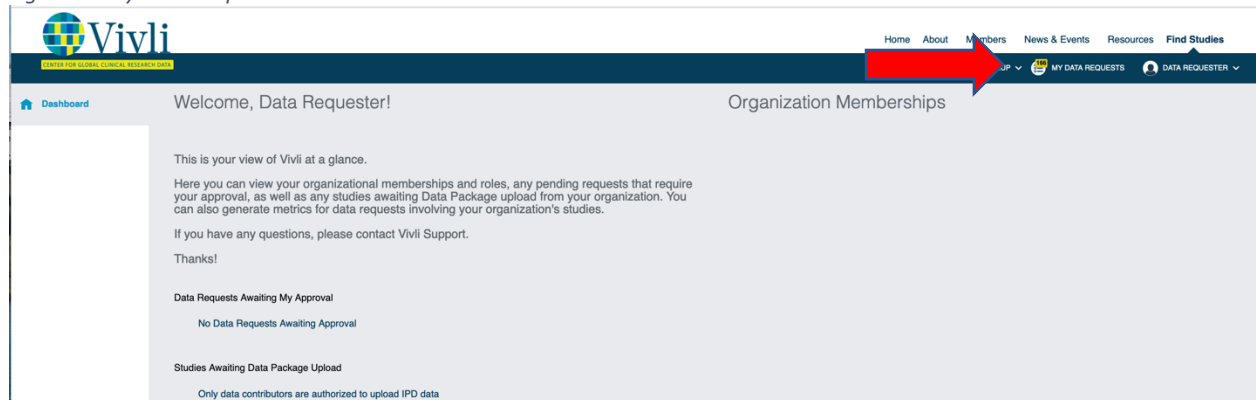 Vivli
CENTER FOR GLOBAL CLINICAL RESEARCH DATA
Home About Members News & Events Resources Find Studies
UP 160 MY DATA REQUESTS DATA REQUESTER
Dashboard
Welcome, Data Requester!
Organization Memberships
This is your view of Vivli at a glance.
Here you can view your organizational memberships and roles, any pending requests that require
your approval, as well as any studies awaiting Data Package upload from your organization. You
can also generate metrics for data requests involving your organization's studies.
If you have any questions, please contact Vivli Support.
Thanks!
Data Requests Awaiting My Approval
No Data Requests Awaiting Approval
Studies Awaiting Data Package Upload
Only data contributors are authorized to upload IPD data